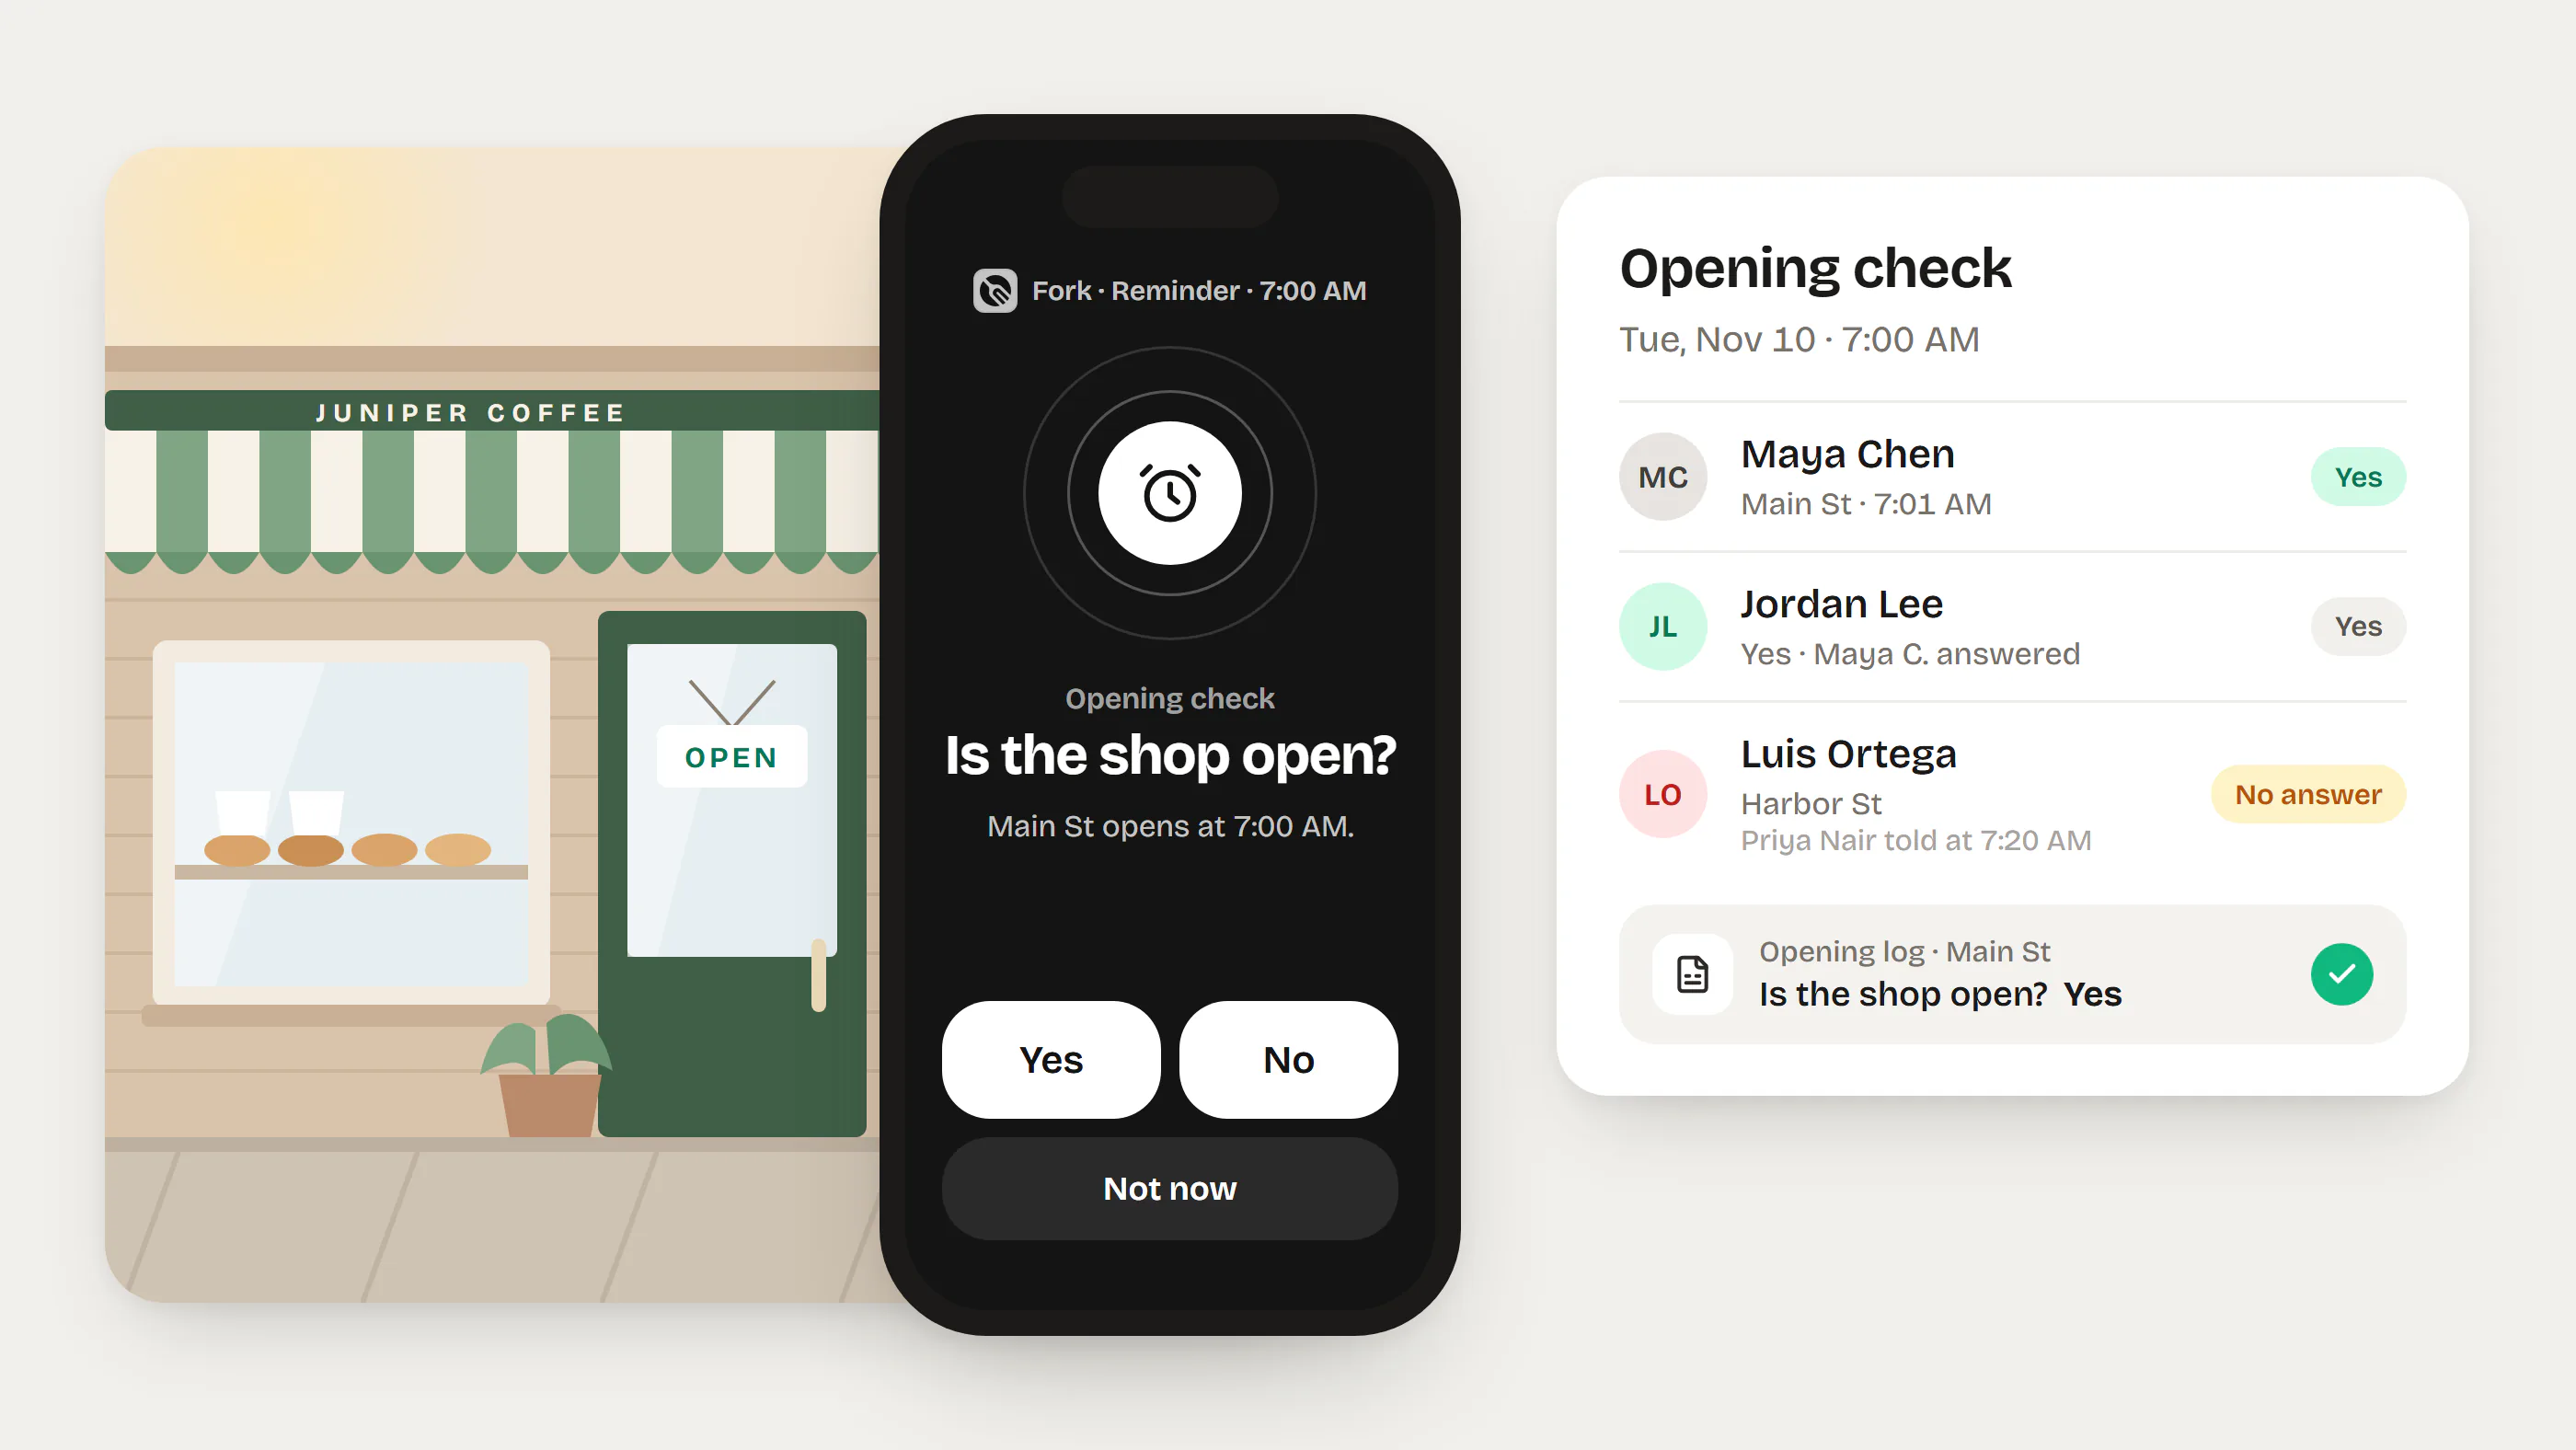 JUNIPER COFFEE
OPEN
Fork · Reminder · 7:00 AM
Opening check
Is the shop open?
Main St opens at 7:00 AM.
Yes
No
Not now
Opening check
Tue, Nov 10 · 7:00 AM
MC
Maya Chen
Main St · 7:01 AM
Yes
JL
Jordan Lee
Yes · Maya C. answered
Yes
LO
Luis Ortega
Harbor St
Priya Nair told at 7:20 AM
No answer
Opening log · Main St
Is the shop open? Yes